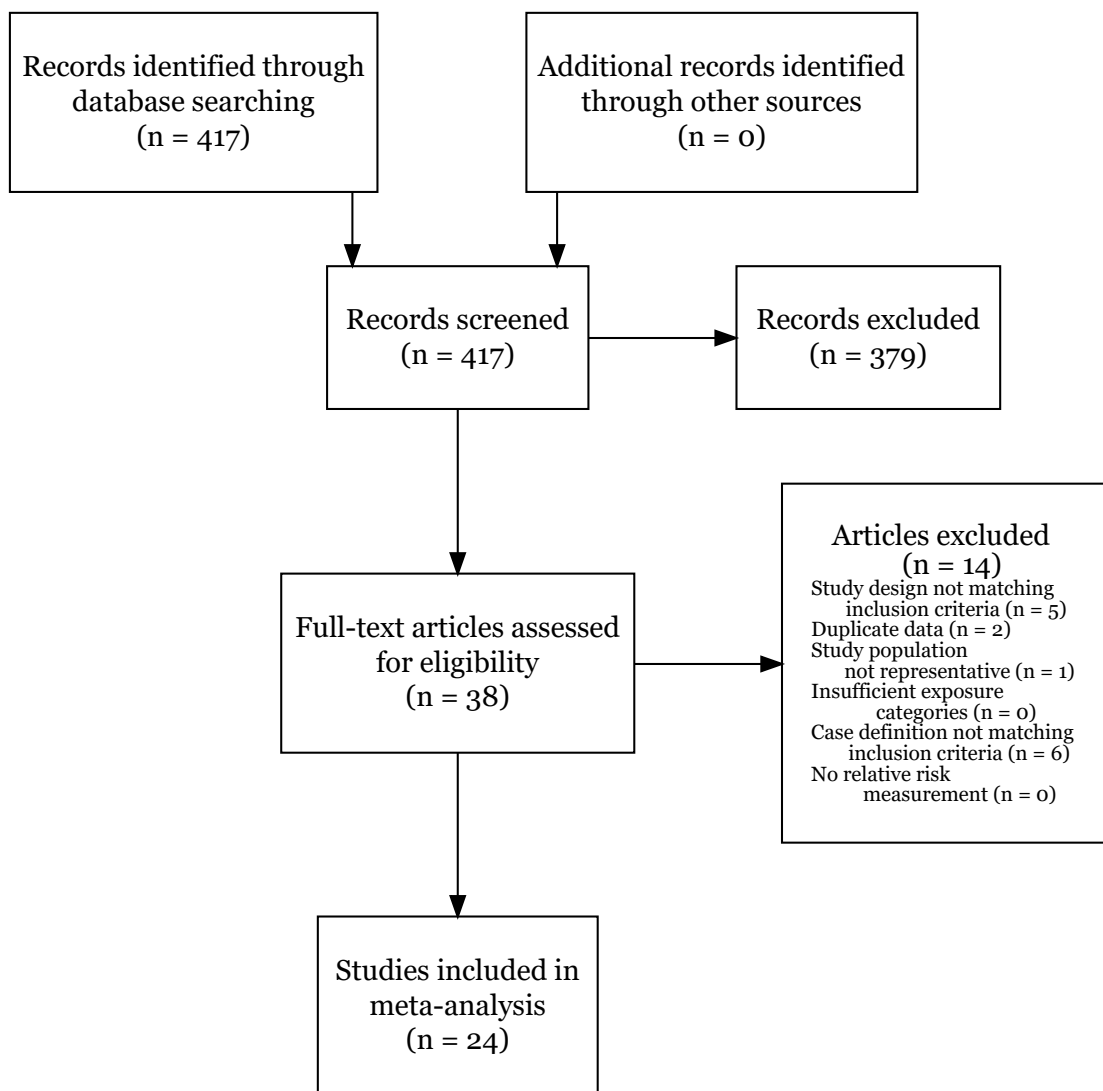 Records identified through
database searching
(n = 417)
Additional records identified
through other sources
(n = 0)
Records screened
(n = 417)
Records excluded
(n = 379)
Full-text articles assessed
for eligibility
(n = 38)
Articles excluded
(n = 14)
Study design not matching
inclusion criteria (n = 5)
Duplicate data (n = 2)
Study population
not representative (n = 1)
Insufficient exposure
categories (n = 0)
Case definition not matching
inclusion criteria (n = 6)
No relative risk
measurement (n = 0)
Studies included in
meta-analysis
(n = 24)